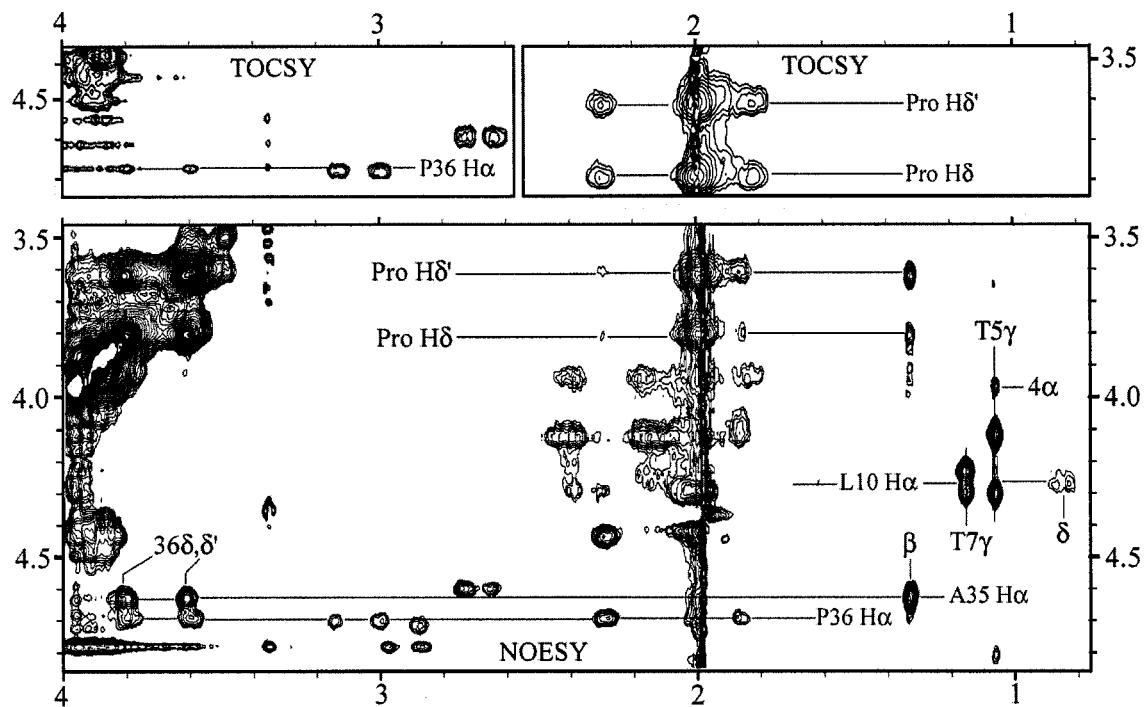 4 3 2 1
TOCSY TOCSY
3.5
4.5
Pro Hδ'
P36 Hα
Pro Hδ
3.5 3.5
Pro Hδ'
Pro Hδ
T5γ
4α
4.0 4.0
L10 Hα
36δ,δ'
T7γ δ
4.5 4.5
β
A35 Hα
P36 Hα
NOESY
4 3 2 1